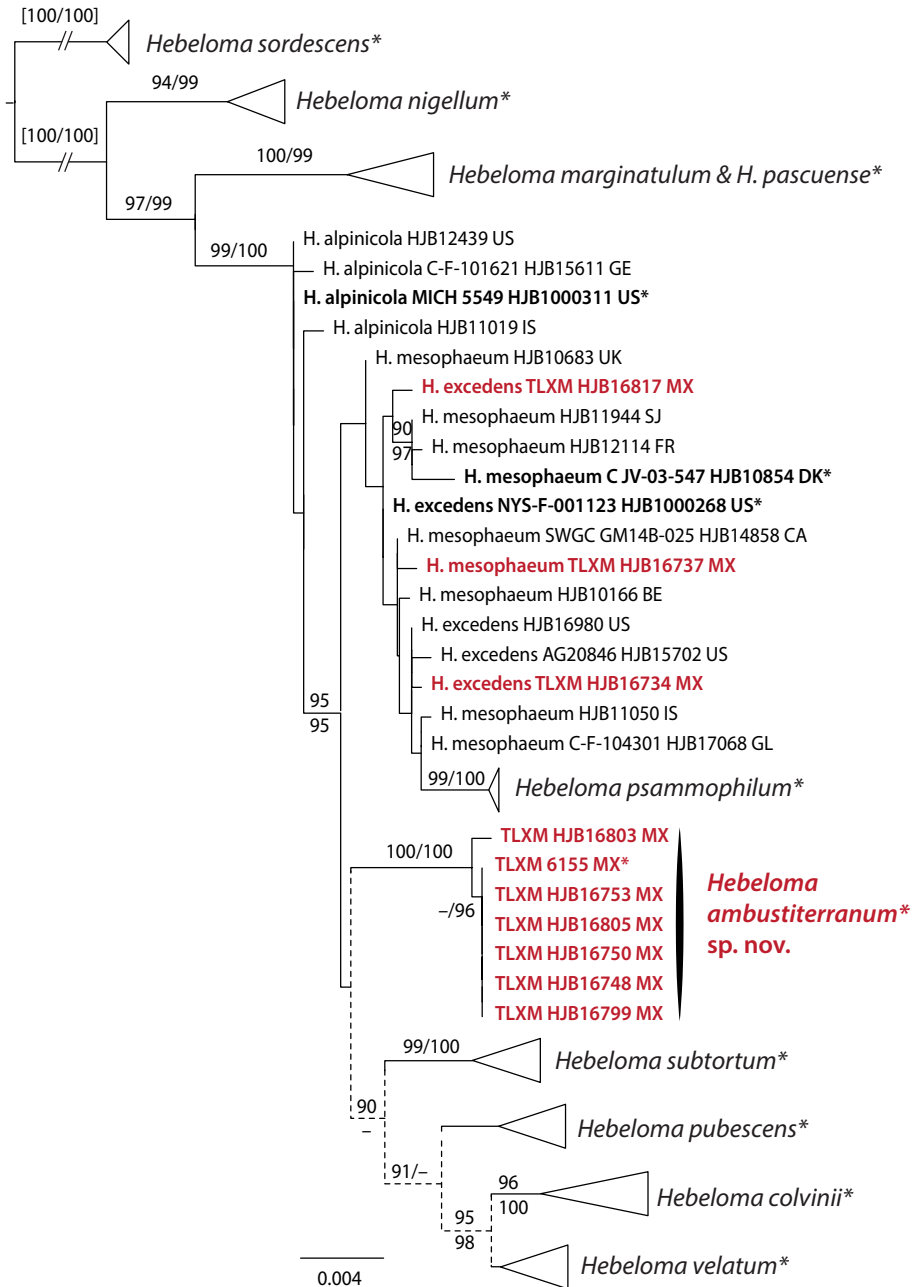 [100/100]
Hebeloma sordescens*
94/99
Hebeloma nigellum*
–
[100/100]
100/99
Hebeloma marginatulum & H. pascuense*
97/99
99/100
H. alpinicola HJB12439 US
H. alpinicola C-F-101621 HJB15611 GE
H. alpinicola MICH 5549 HJB1000311 US*
H. alpinicola HJB11019 IS
H. mesophaeum HJB10683 UK
H. excedens TLXM HJB16817 MX
H. mesophaeum HJB11944 SJ
90
97
H. mesophaeum HJB12114 FR
H. mesophaeum C JV-03-547 HJB10854 DK*
H. excedens NYS-F-001123 HJB1000268 US*
H. mesophaeum SWGC GM14B-025 HJB14858 CA
H. mesophaeum TLXM HJB16737 MX
H. mesophaeum HJB10166 BE
H. excedens HJB16980 US
H. excedens AG20846 HJB15702 US
H. excedens TLXM HJB16734 MX
95
95
H. mesophaeum HJB11050 IS
H. mesophaeum C-F-104301 HJB17068 GL
99/100
Hebeloma psammophilum*
100/100
TLXM HJB16803 MX
TLXM 6155 MX*
–/96
TLXM HJB16753 MX
TLXM HJB16805 MX
TLXM HJB16750 MX
TLXM HJB16748 MX
TLXM HJB16799 MX
Hebeloma
ambustiterranum*
sp. nov.
99/100
Hebeloma subtortum*
90
–
Hebeloma pubescens*
91/–
96
100
Hebeloma colvinii*
95
98
Hebeloma velatum*
0.004